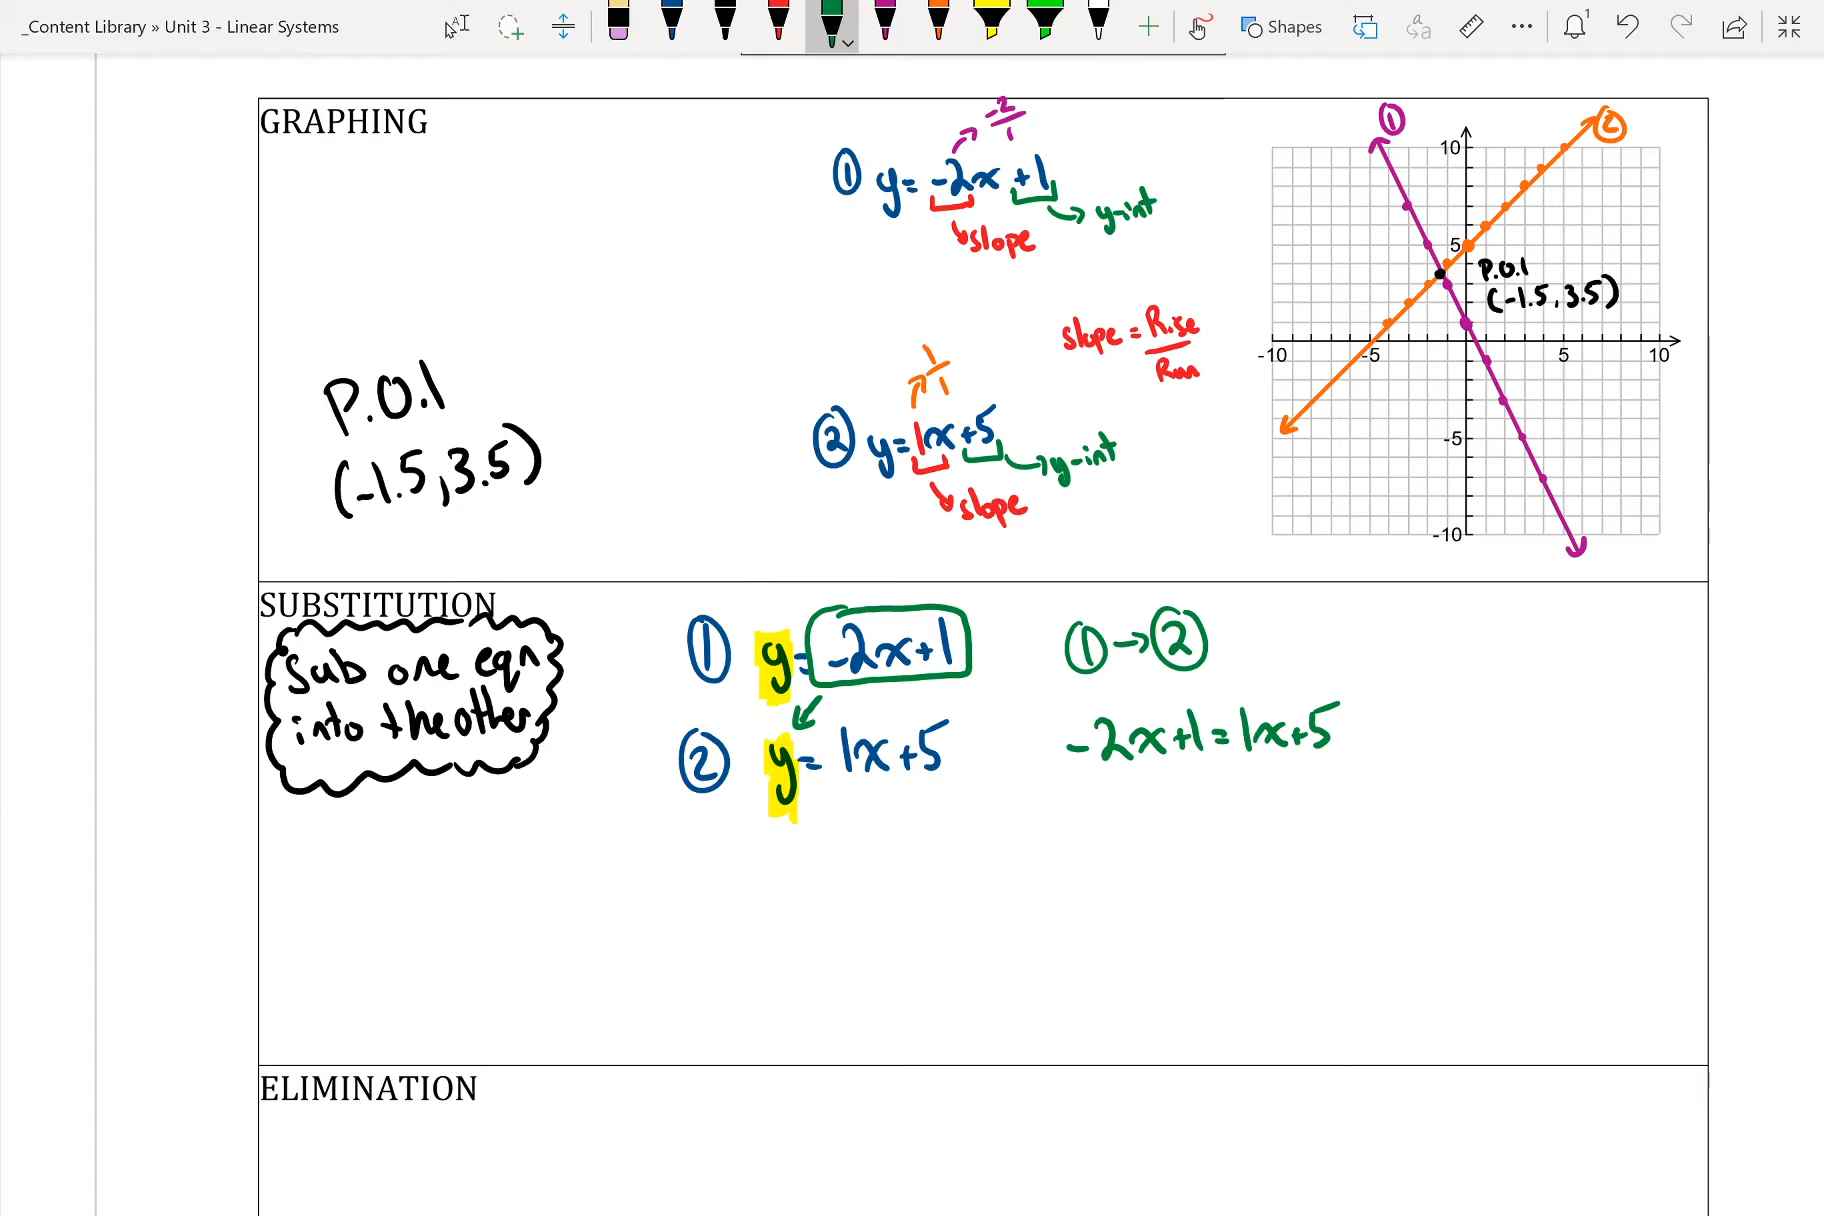 _Content Library » Unit 3 - Linear Systems
Shapes
1
GRAPHING
-2/1
① y = -2x +1
y-int
slope
slope = Rise/Run
1/1
② y = 1x +5
y-int
slope
P.O.I
(-1.5, 3.5)
①
②
10
5
P.O.I
(-1.5, 3.5)
-10
-5
5
10
-5
-10
SUBSTITUTION
Sub one eqn
into the other
① y = -2x+1
② y = 1x+5
① → ②
-2x+1 = 1x+5
ELIMINATION